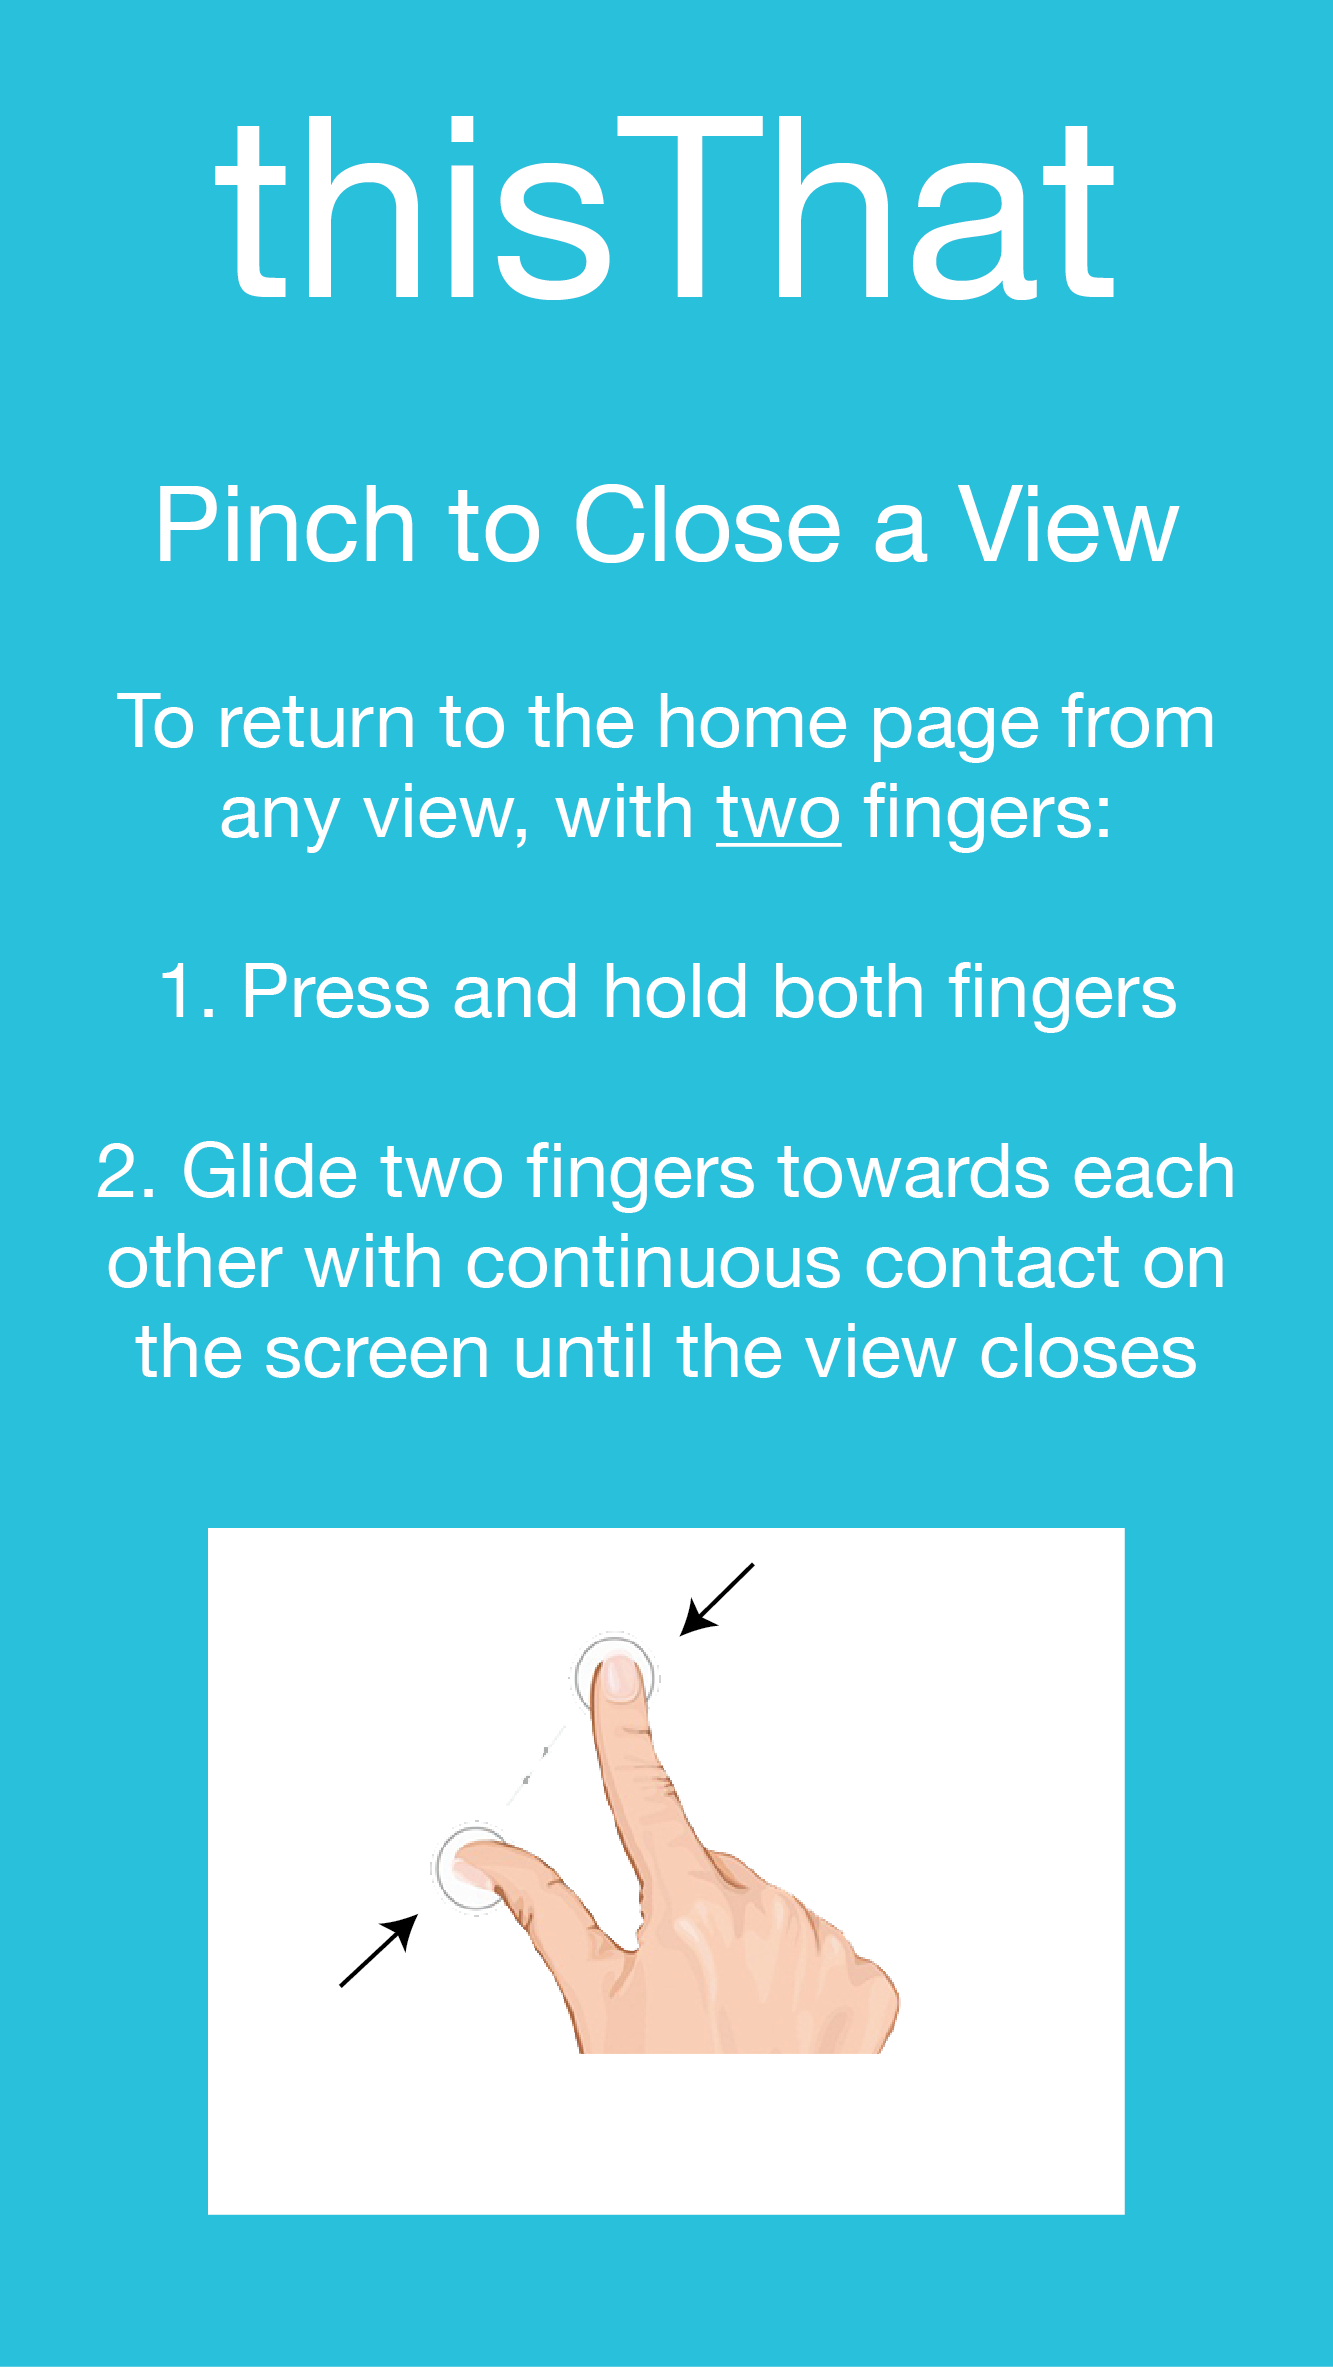 thisThat
Pinch to Close a View
To return to the home page from
any view, with two fingers:
1. Press and hold both fingers
2. Glide two fingers towards each
other with continuous contact on
the screen until the view closes